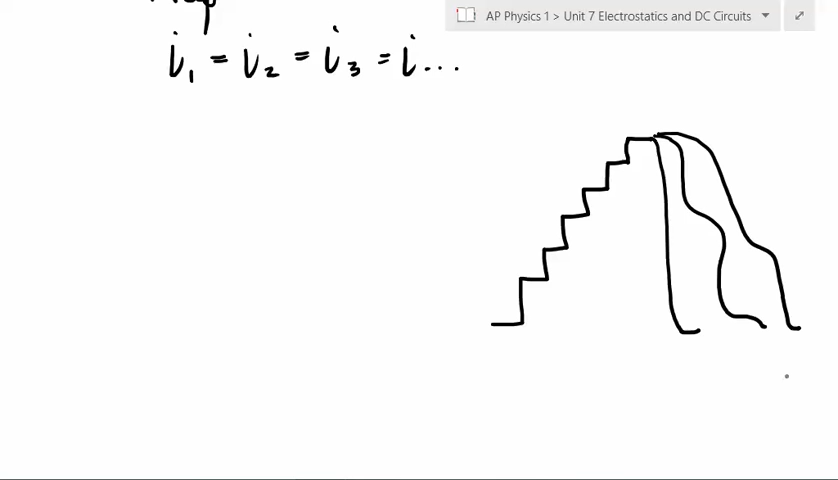 AP Physics 1 > Unit 7 Electrostatics and DC Circuits
i₁ = i₂ = i₃ = i...